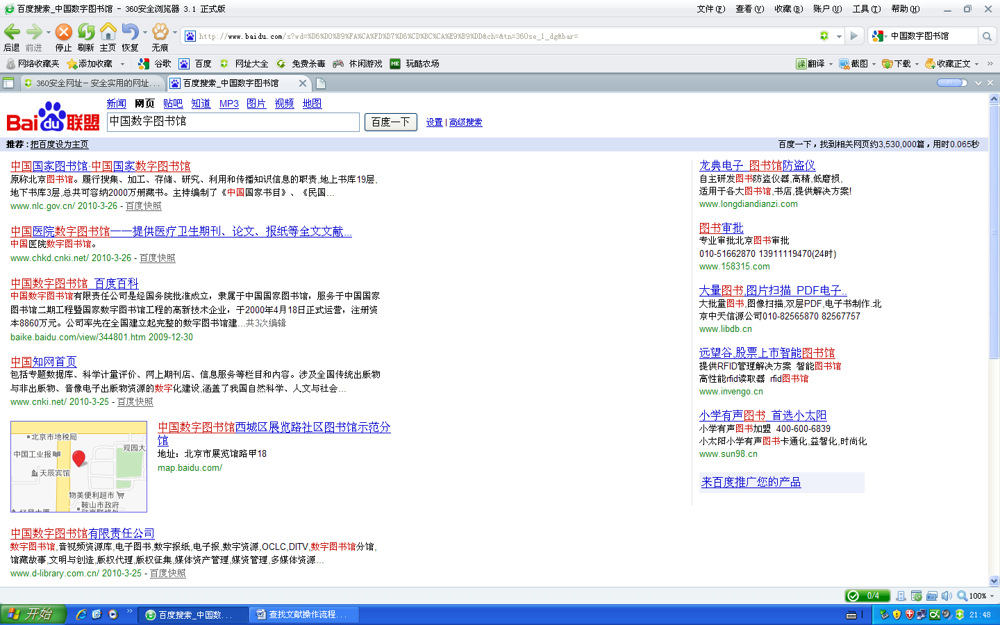 百度搜索_中国数字图书馆 - 360安全浏览器 3.1 正式版
文件(F) 查看(V) 收藏(B) 账户(U) 工具(T) 帮助(H)
http://www.baidu.com/s?wd=%D6%D0%B9%FA%CA%FD%D7%D6%CD%BC%CA%E9%B9%DD&ch=&tn=360se_1_dg&bar=
中国数字图书馆
后退 前进 停止 刷新 主页 恢复 无痕
网络收藏夹 添加收藏 谷歌 百度 网址大全 免费杀毒 休闲游戏 ME 玩酷农场 译 翻译 截图 下载 收藏正文
360安全网址－安全实用的网址... 百度搜索_中国数字图书馆
Bai du 联盟
新闻 网页 贴吧 知道 MP3 图片 视频 地图
中国数字图书馆 百度一下 设置 | 高级搜索
推荐 : 把百度设为主页 百度一下，找到相关网页约3,530,000篇，用时0.065秒
中国国家图书馆·中国国家数字图书馆
原称北京图书馆。履行搜集、加工、存储、研究、利用和传播知识信息的职责,地上书库19层,
地下书库3层,总共可容纳2000万册藏书。主持编制了《中国国家书目》、《民国...
www.nlc.gov.cn/ 2010-3-26 - 百度快照
中国医院数字图书馆一一提供医疗卫生期刊、论文、报纸等全文文献...
中国医院数字图书馆。
www.chkd.cnki.net/ 2010-3-26 - 百度快照
中国数字图书馆_百度百科
中国数字图书馆有限责任公司是经国务院批准成立，隶属于中国国家图书馆，服务于中国国家
图书馆二期工程暨国家数字图书馆工程的高新技术企业，于2000年4月18日正式运营，注册资
本8860万元。公司率先在全国建立起完整的数字图书馆建...共3次编辑
baike.baidu.com/view/344801.htm 2009-12-30
中国知网首页
包括专题数据库、科学计量评价、网上期刊店、信息服务等栏目和内容。涉及全国传统出版物
与非出版物、音像电子出版物资源的数字化建设,涵盖了我国自然科学、人文与社会...
www.cnki.net/ 2010-3-25 - 百度快照
北京市地税局
观园大
中国工业报
天辰宾馆
物美便利超市
鞍山市政府
中国数字图书馆西城区展览路社区图书馆示范分
馆
地址：北京市展览馆路甲18
map.baidu.com/
中国数字图书馆有限责任公司
数字图书馆,音视频资源库,电子图书,数字报纸,电子报,数字资源,OCLC,DITV,数字图书馆分馆,
馆藏故事,文明与创造,版权代理,版权征集,媒体资产管理,媒资管理,多媒体资源...
www.d-library.com.cn/ 2010-3-25 - 百度快照
龙典电子 图书馆防盗仪
自主研发图书防盗仪器,高精,低磨损,
适用于各大图书馆,书店,提供解决方案!
www.longdiandianzi.com
图书审批
专业审批北京图书审批
010-51662870 13911119470(24时)
www.158315.com
大量图书,图片扫描 PDF电子..
大批量图书,图像扫描,双层PDF,电子书制作.北
京中天信源公司010-82565870 82567757
www.libdb.cn
远望谷,股票上市智能图书馆
提供RFID管理解决方案 智能图书馆
高性能rfid读取器 rfid图书馆
www.invengo.cn
小学有声图书 首选小太阳
小学有声图书加盟 400-600-6839
小太阳小学有声图书卡通化,益智化,时尚化
www.sun98.cn
来百度推广您的产品
0/4 100%
开始 百度搜索_中国数... 查找文献操作流程... 21:48